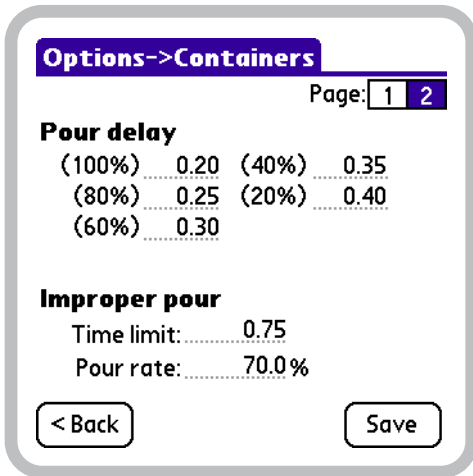 Options->Containers
Page: 1 2
Pour delay
(100%) 0.20 (40%) 0.35
(80%) 0.25 (20%) 0.40
(60%) 0.30
Improper pour
Time limit: 0.75
Pour rate: 70.0%
< Back Save